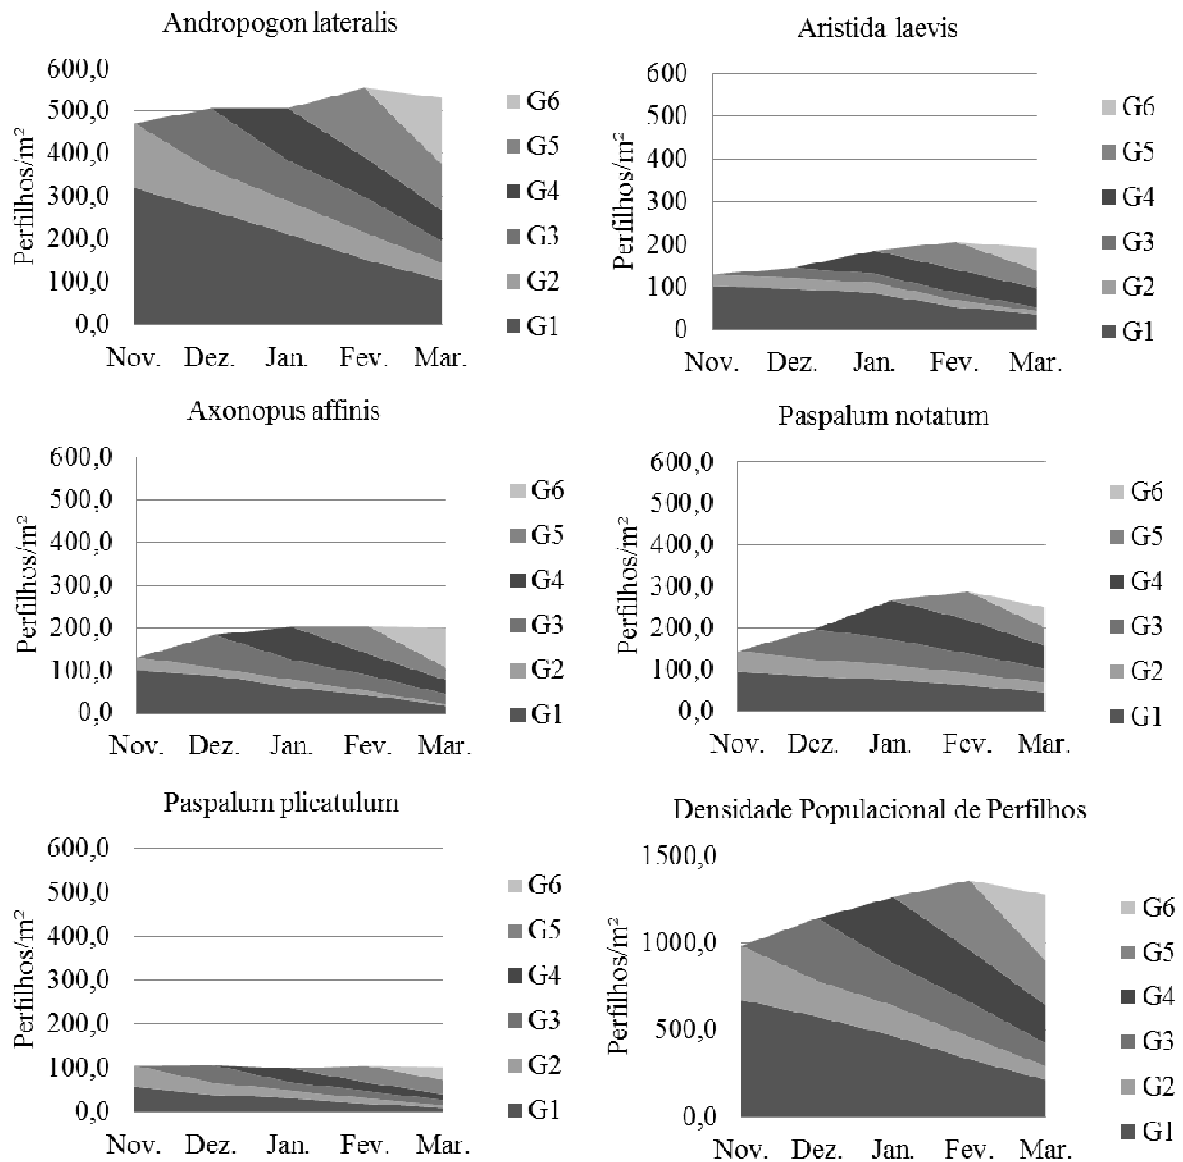 Andropogon lateralis
Perfilhos/m²
600,0
500,0
400,0
300,0
200,0
100,0
0,0
Nov. Dez. Jan. Fev. Mar.
G6
G5
G4
G3
G2
G1
Aristida laevis
Perfilhos/m²
600
500
400
300
200
100
0
Nov. Dez. Jan. Fev. Mar.
G6
G5
G4
G3
G2
G1
Axonopus affinis
Perfilhos/m²
600,0
500,0
400,0
300,0
200,0
100,0
0,0
Nov. Dez. Jan. Fev. Mar.
G6
G5
G4
G3
G2
G1
Paspalum notatum
Perfilhos/m²
600,0
500,0
400,0
300,0
200,0
100,0
0,0
Nov. Dez. Jan. Fev. Mar.
G6
G5
G4
G3
G2
G1
Paspalum plicatulum
Perfilhos/m²
600,0
500,0
400,0
300,0
200,0
100,0
0,0
Nov. Dez. Jan. Fev. Mar.
G6
G5
G4
G3
G2
G1
Densidade Populacional de Perfilhos
Perfilhos/m²
1500,0
1000,0
500,0
0,0
Nov. Dez. Jan. Fev. Mar.
G6
G5
G4
G3
G2
G1